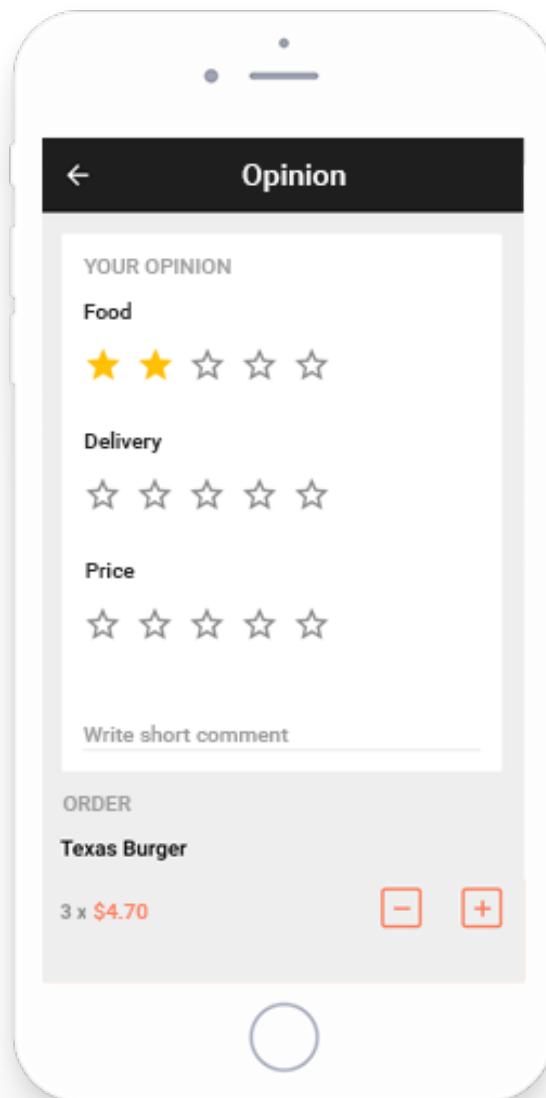 Opinion
YOUR OPINION
Food
Delivery
Price
Write short comment
ORDER
Texas Burger
3 x $4.70